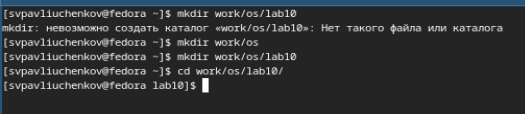 [svpavliuchenkov@fedora ~]$ mkdir work/os/lab10
mkdir: невозможно создать каталог «work/os/lab10»: Нет такого файла или каталога
[svpavliuchenkov@fedora ~]$ mkdir work/os
[svpavliuchenkov@fedora ~]$ mkdir work/os/lab10
[svpavliuchenkov@fedora ~]$ cd work/os/lab10/
[svpavliuchenkov@fedora lab10]$